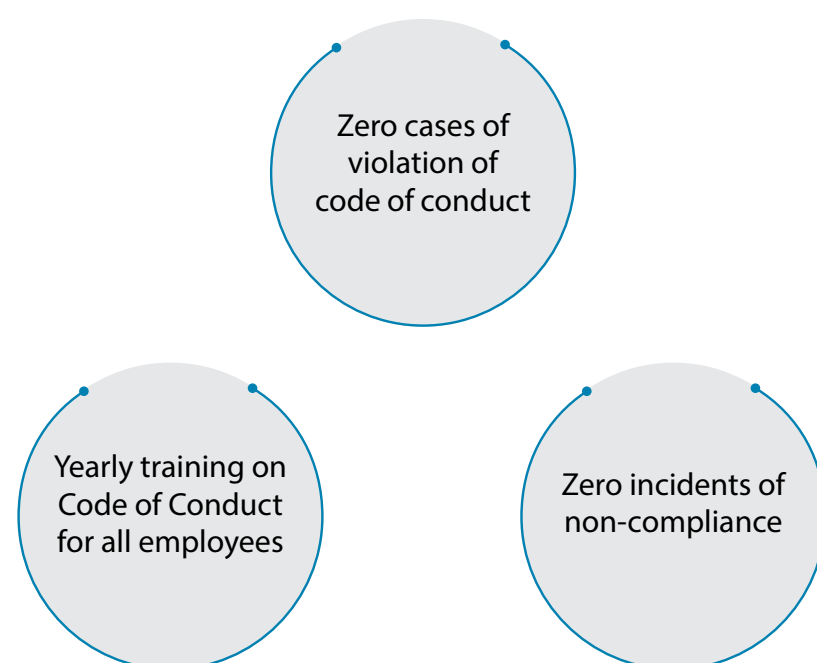 Zero cases of
violation of
code of conduct
Yearly training on
Code of Conduct
for all employees
Zero incidents of
non-compliance